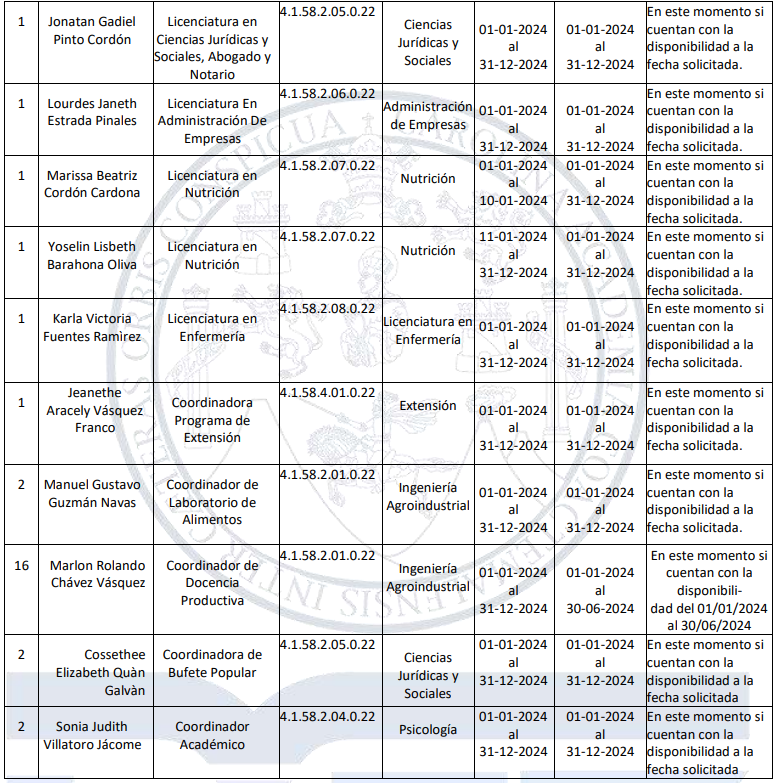 1
Jonatan Gadiel
Pinto Cordón
Licenciatura en
Ciencias Jurídicas y
Sociales, Abogado y
Notario
4.1.58.2.05.0.22
Ciencias
Jurídicas y
Sociales
01-01-2024
al
31-12-2024
01-01-2024
al
31-12-2024
En este momento si
cuentan con la
disponibilidad a la
fecha solicitada.
1
Lourdes Janeth
Estrada Pinales
Licenciatura En
Administración De
Empresas
4.1.58.2.06.0.22
Administración
de Empresas
01-01-2024
al
31-12-2024
01-01-2024
al
31-12-2024
En este momento si
cuentan con la
disponibilidad a la
fecha solicitada.
1
Marissa Beatriz
Cordón Cardona
Licenciatura en
Nutrición
4.1.58.2.07.0.22
Nutrición
01-01-2024
al
10-01-2024
01-01-2024
al
31-12-2024
En este momento si
cuentan con la
disponibilidad a la
fecha solicitada.
1
Yoselin Lisbeth
Barahona Oliva
Licenciatura en
Nutrición
4.1.58.2.07.0.22
Nutrición
11-01-2024
al
31-12-2024
01-01-2024
al
31-12-2024
En este momento si
cuentan con la
disponibilidad a la
fecha solicitada.
1
Karla Victoria
Fuentes Ramìrez
Licenciatura en
Enfermería
4.1.58.2.08.0.22
Licenciatura en
Enfermería
01-01-2024
al
31-12-2024
01-01-2024
al
31-12-2024
En este momento si
cuentan con la
disponibilidad a la
fecha solicitada.
1
Jeanethe
Aracely Vásquez
Franco
Coordinadora
Programa de
Extensión
4.1.58.4.01.0.22
Extensión
01-01-2024
al
31-12-2024
01-01-2024
al
31-12-2024
En este momento si
cuentan con la
disponibilidad a la
fecha solicitada.
2
Manuel Gustavo
Guzmán Navas
Coordinador de
Laboratorio de
Alimentos
4.1.58.2.01.0.22
Ingeniería
Agroindustrial
01-01-2024
al
31-12-2024
01-01-2024
al
31-12-2024
En este momento si
cuentan con la
disponibilidad a la
fecha solicitada.
16
Marlon Rolando
Chávez Vásquez
Coordinador de
Docencia
Productiva
4.1.58.2.01.0.22
Ingeniería
Agroindustrial
01-01-2024
al
31-12-2024
01-01-2024
al
30-06-2024
En este momento si
cuentan con la
disponibili-
dad del 01/01/2024
al 30/06/2024
2
Cossethee
Elizabeth Quàn
Galvàn
Coordinadora de
Bufete Popular
4.1.58.2.05.0.22
Ciencias
Jurídicas y
Sociales
01-01-2024
al
31-12-2024
01-01-2024
al
31-12-2024
En este momento si
cuentan con la
disponibilidad a la
fecha solicitada
2
Sonia Judith
Villatoro Jácome
Coordinador
Académico
4.1.58.2.04.0.22
Psicología
01-01-2024
al
31-12-2024
01-01-2024
al
31-12-2024
En este momento si
cuentan con la
disponibilidad a la
fecha solicitada